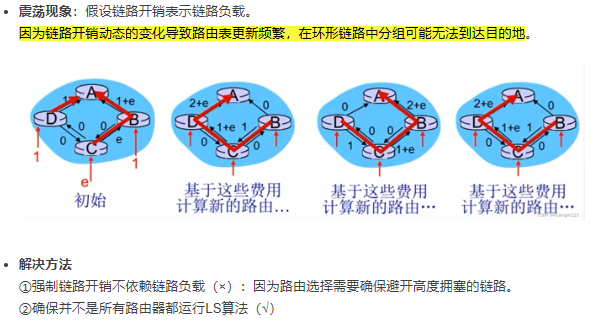 • 震荡现象：假设链路开销表示链路负载。
因为链路开销动态的变化导致路由表更新频繁，在环形链路中分组可能无法到达目的地。
A
1 1+e
D 0 0 B
0 C e
1 1
e
初始
A
2+e 0
D 1+e 1 B
0 C 0
基于这些费用
计算新的路由…
A
0 2+e
D 0 0 B
1 C 1+e
基于这些费用
计算新的路由…
A
2+e 0
D 1+e 1 B
0 C 0
基于这些费用
计算新的路由…
• 解决方法
①强制链路开销不依赖链路负载（×）：因为路由选择需要确保避开高度拥塞的链路。
②确保并不是所有路由器都运行LS算法（√）